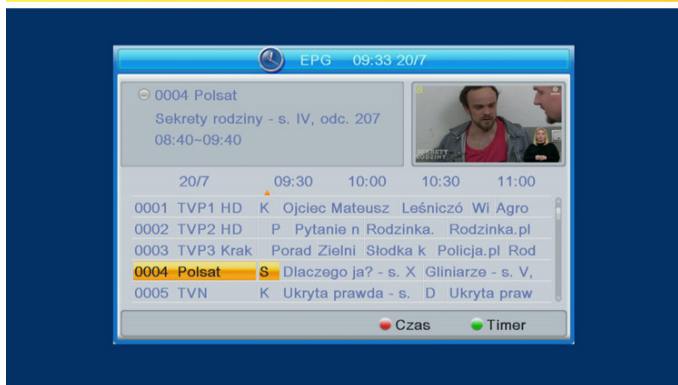 EPG 09:33 20/7
0004 Polsat
Sekrety rodziny - s. IV, odc. 207
08:40~09:40
SEKRETY
RODZINY
20/7 09:30 10:00 10:30 11:00
0001 TVP1 HD K Ojciec Mateusz Leśniczó Wi Agro
0002 TVP2 HD P Pytanie n Rodzinka. Rodzinka.pl
0003 TVP3 Krak Porad Zielni Słodka k Policja.pl Rod
0004 Polsat S Dlaczego ja? - s. X Gliniarze - s. V,
0005 TVN K Ukryta prawda - s. D Ukryta praw
Czas Timer